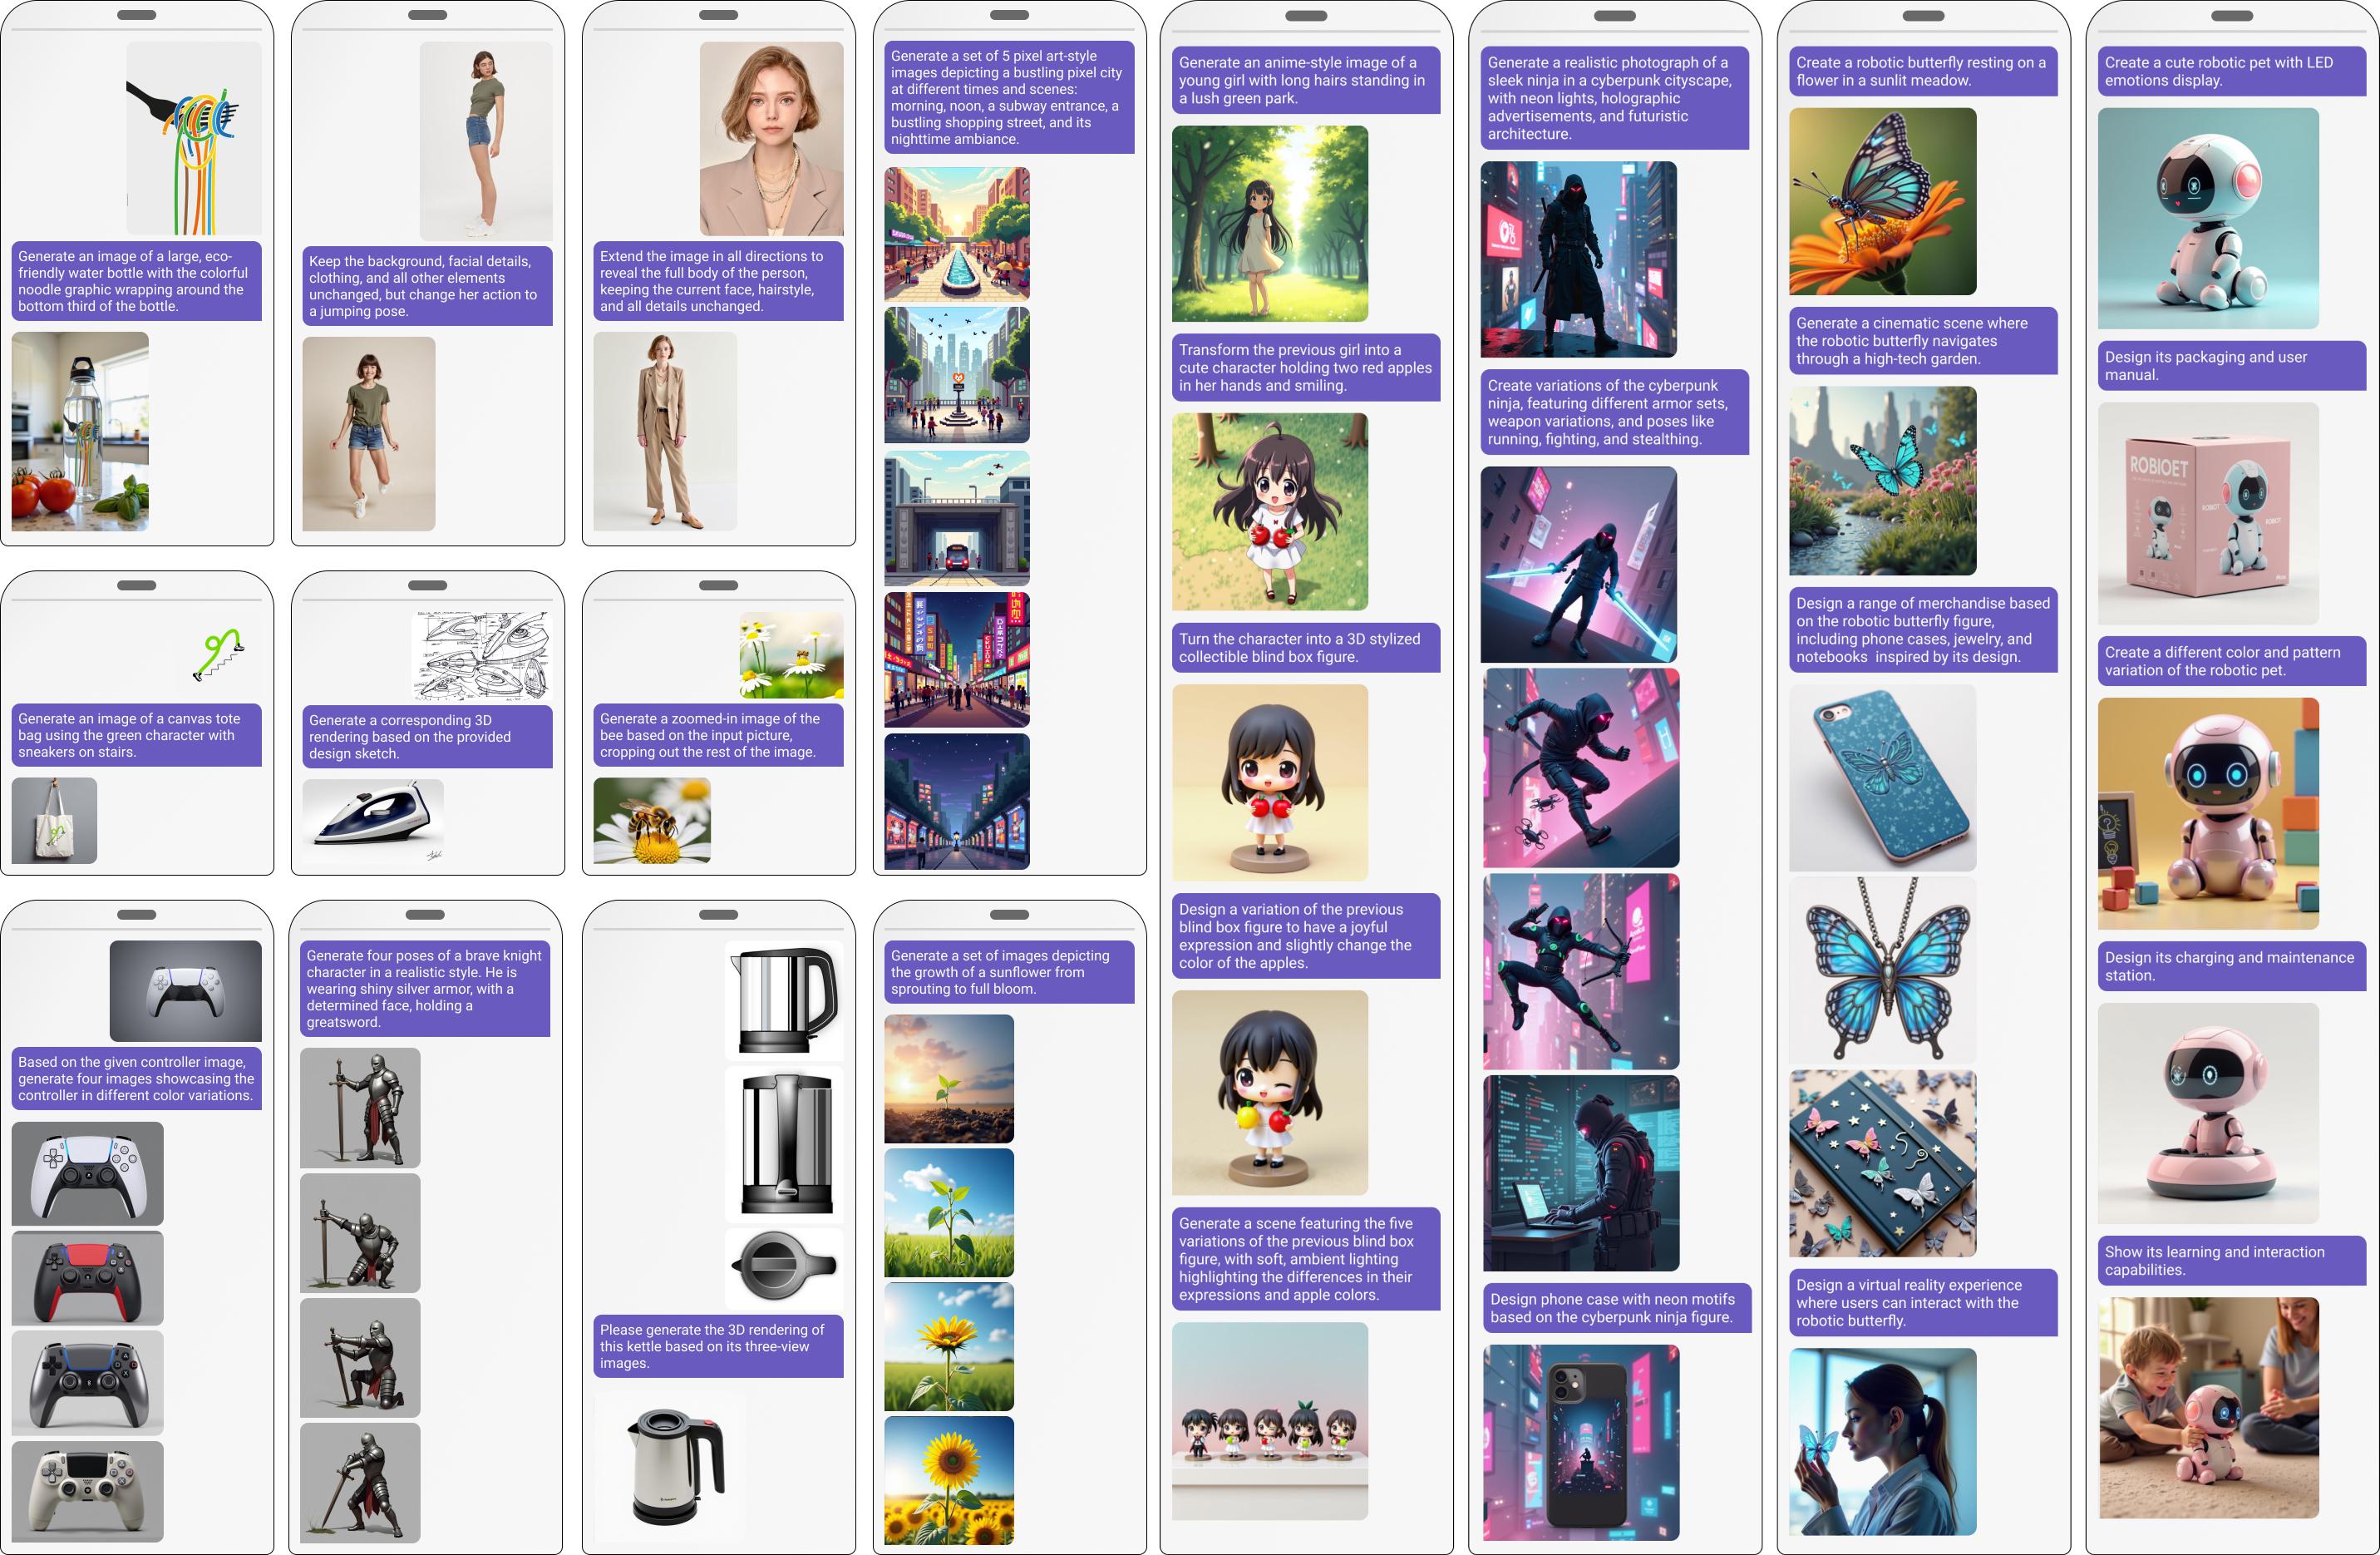 Generate an image of a large, eco-
friendly water bottle with the colorful
noodle graphic wrapping around the
bottom third of the bottle.
Keep the background, facial details,
clothing, and all other elements
unchanged, but change her action to
a jumping pose.
Extend the image in all directions to
reveal the full body of the person,
keeping the current face, hairstyle,
and all details unchanged.
Generate an image of a canvas tote
bag using the green character with
sneakers on stairs.
Generate a corresponding 3D
rendering based on the provided
design sketch.
Generate a zoomed-in image of the
bee based on the input picture,
cropping out the rest of the image.
Generate a set of 5 pixel art-style
images depicting a bustling pixel city
at different times and scenes:
morning, noon, a subway entrance, a
bustling shopping street, and its
nighttime ambiance.
Based on the given controller image,
generate four images showcasing the
controller in different color variations.
Generate four poses of a brave knight
character in a realistic style. He is
wearing shiny silver armor, with a
determined face, holding a
greatsword.
Please generate the 3D rendering of
this kettle based on its three-view
images.
Generate a set of images depicting
the growth of a sunflower from
sprouting to full bloom.
Generate an anime-style image of a
young girl with long hairs standing in
a lush green park.
Transform the previous girl into a
cute character holding two red apples
in her hands and smiling.
Turn the character into a 3D stylized
collectible blind box figure.
Design a variation of the previous
blind box figure to have a joyful
expression and slightly change the
color of the apples.
Generate a scene featuring the five
variations of the previous blind box
figure, with soft, ambient lighting
highlighting the differences in their
expressions and apple colors.
Generate a realistic photograph of a
sleek ninja in a cyberpunk cityscape,
with neon lights, holographic
advertisements, and futuristic
architecture.
Create variations of the cyberpunk
ninja, featuring different armor sets,
weapon variations, and poses like
running, fighting, and stealthing.
Design phone case with neon motifs
based on the cyberpunk ninja figure.
Create a robotic butterfly resting on a
flower in a sunlit meadow.
Generate a cinematic scene where
the robotic butterfly navigates
through a high-tech garden.
Design a range of merchandise based
on the robotic butterfly figure,
including phone cases, jewelry, and
notebooks inspired by its design.
Design a virtual reality experience
where users can interact with the
robotic butterfly.
Create a cute robotic pet with LED
emotions display.
Design its packaging and user
manual.
ROBIOET
Create a different color and pattern
variation of the robotic pet.
Design its charging and maintenance
station.
Show its learning and interaction
capabilities.